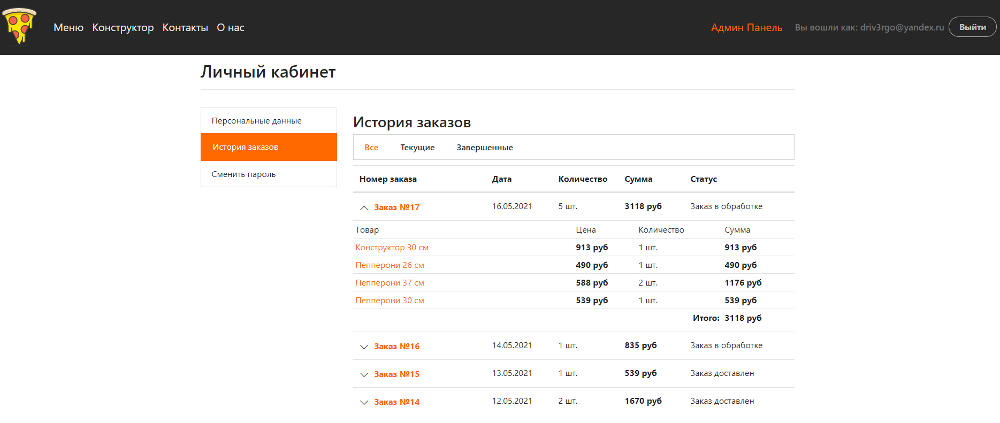 Меню Конструктор Контакты О нас Админ Панель Вы вошли как: driv3rgo@yandex.ru Выйти
Личный кабинет
Персональные данные
История заказов
Сменить пароль
История заказов
Все Текущие Завершенные
Номер заказа Дата Количество Сумма Статус
Заказ №17 16.05.2021 5 шт. 3118 руб Заказ в обработке
Товар Цена Количество Сумма
Конструктор 30 см 913 руб 1 шт. 913 руб
Пепперони 26 см 490 руб 1 шт. 490 руб
Пепперони 37 см 588 руб 2 шт. 1176 руб
Пепперони 30 см 539 руб 1 шт. 539 руб
Итого: 3118 руб
Заказ №16 14.05.2021 1 шт. 835 руб Заказ в обработке
Заказ №15 13.05.2021 1 шт. 539 руб Заказ доставлен
Заказ №14 12.05.2021 2 шт. 1670 руб Заказ доставлен